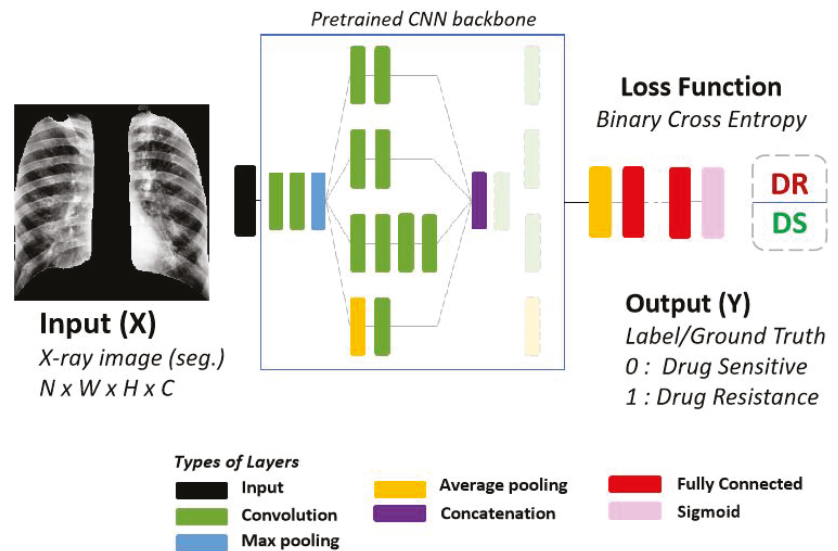 Pretrained CNN backbone
Loss Function
Binary Cross Entropy
DR
DS
Input (X)
X-ray image (seg.)
N x W x H x C
Output (Y)
Label/Ground Truth
0 : Drug Sensitive
1 : Drug Resistance
Types of Layers
Input
Average pooling
Fully Connected
Convolution
Concatenation
Sigmoid
Max pooling